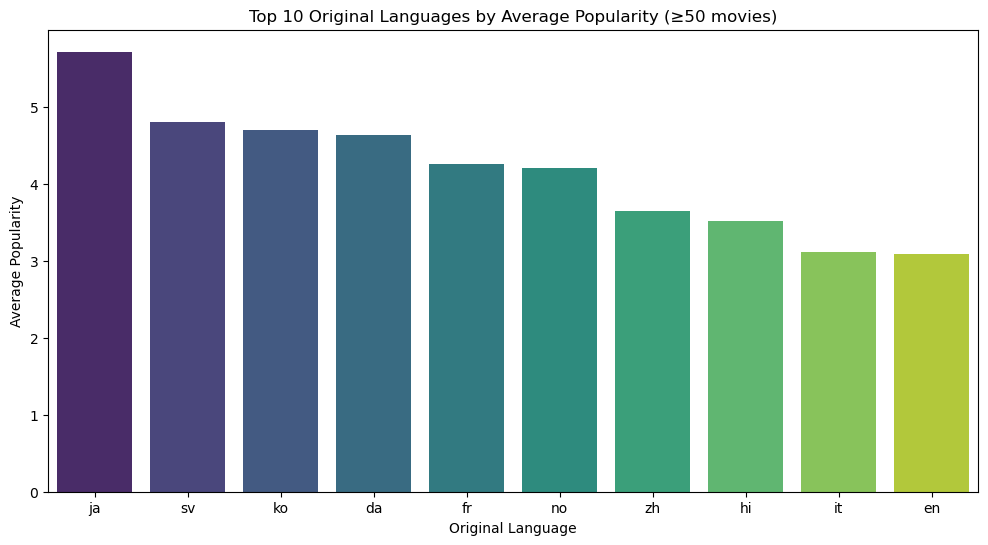 Top 10 Original Languages by Average Popularity (≥50 movies)
Average Popularity
5
4
3
2
1
0
ja sv ko da fr no zh hi it en
Original Language